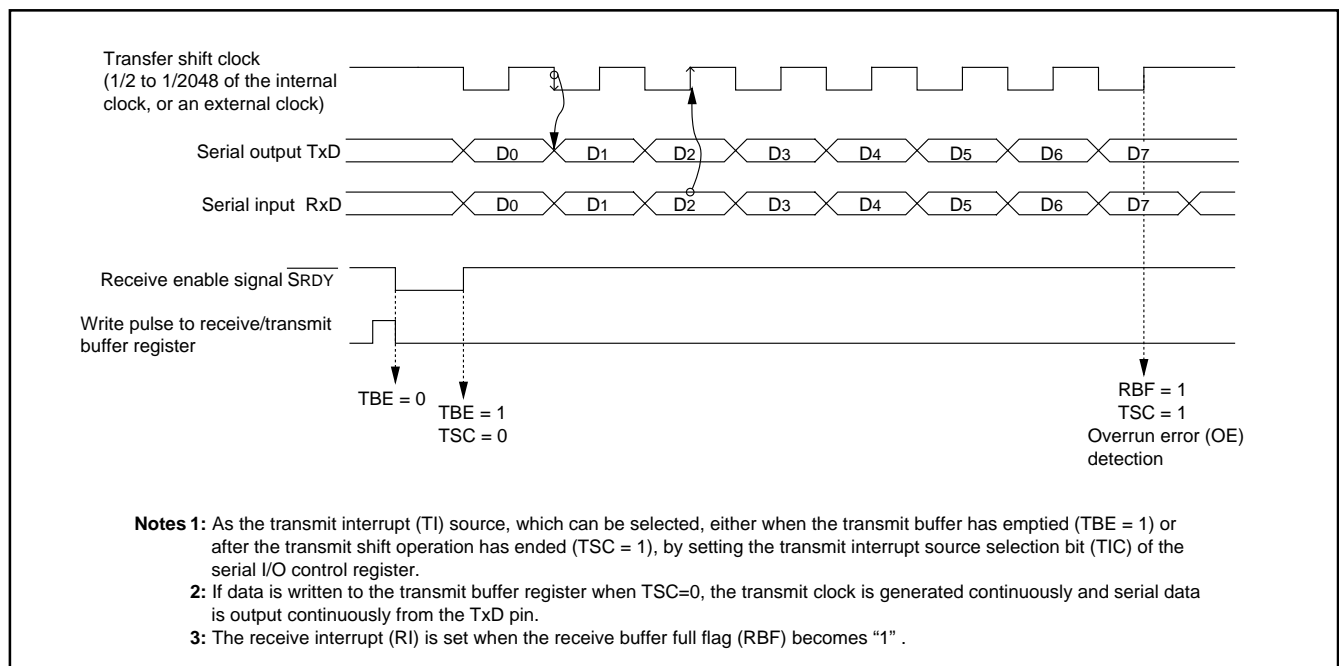 Transfer shift clock
(1/2 to 1/2048 of the internal
clock, or an external clock)
Serial output TxD
D0 D1 D2 D3 D4 D5 D6 D7
Serial input RxD
D0 D1 D2 D3 D4 D5 D6 D7
Receive enable signal SRDY
Write pulse to receive/transmit
buffer register
TBE = 0
TBE = 1
TSC = 0
RBF = 1
TSC = 1
Overrun error (OE)
detection
Notes 1: As the transmit interrupt (TI) source, which can be selected, either when the transmit buffer has emptied (TBE = 1) or
after the transmit shift operation has ended (TSC = 1), by setting the transmit interrupt source selection bit (TIC) of the
serial I/O control register.
2: If data is written to the transmit buffer register when TSC=0, the transmit clock is generated continuously and serial data
is output continuously from the TxD pin.
3: The receive interrupt (RI) is set when the receive buffer full flag (RBF) becomes “1” .